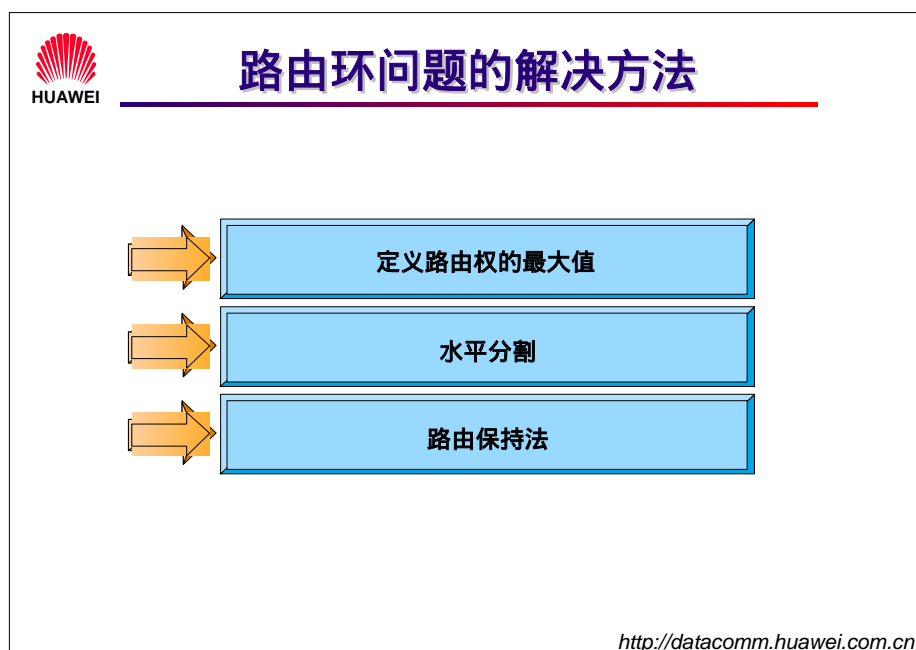 路由环问题的解决方法
HUAWEI
定义路由权的最大值
水平分割
路由保持法
http://datacomm.huawei.com.cn